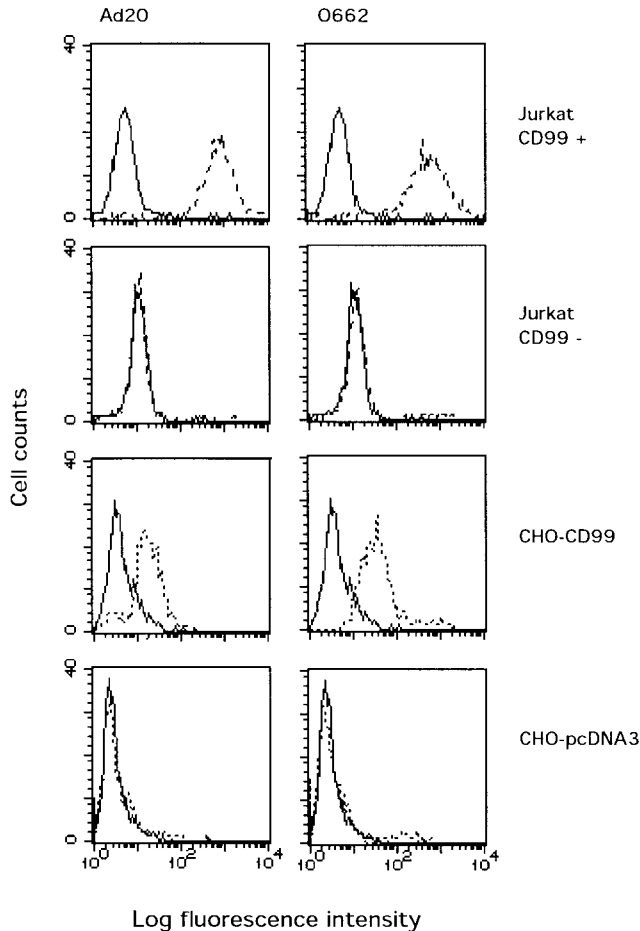 Ad20 O662
40
0
Jurkat
CD99 +
40
0
Jurkat
CD99 -
40
0
CHO-CD99
40
0
CHO-pcDNA3
10⁰ 10² 10⁴ 10⁰ 10² 10⁴
Cell counts
Log fluorescence intensity